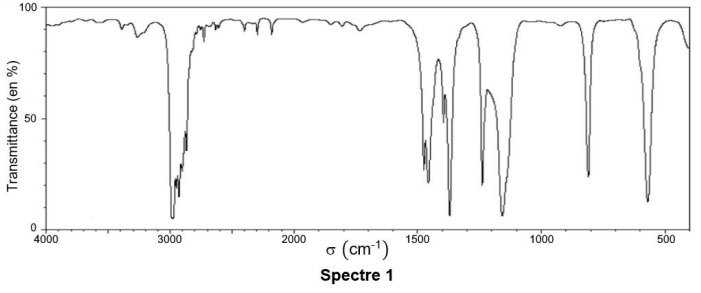 100
Transmittance (en %)
50
0
4000 3000 2000 1500 1000 500
σ (cm⁻¹)
Spectre 1